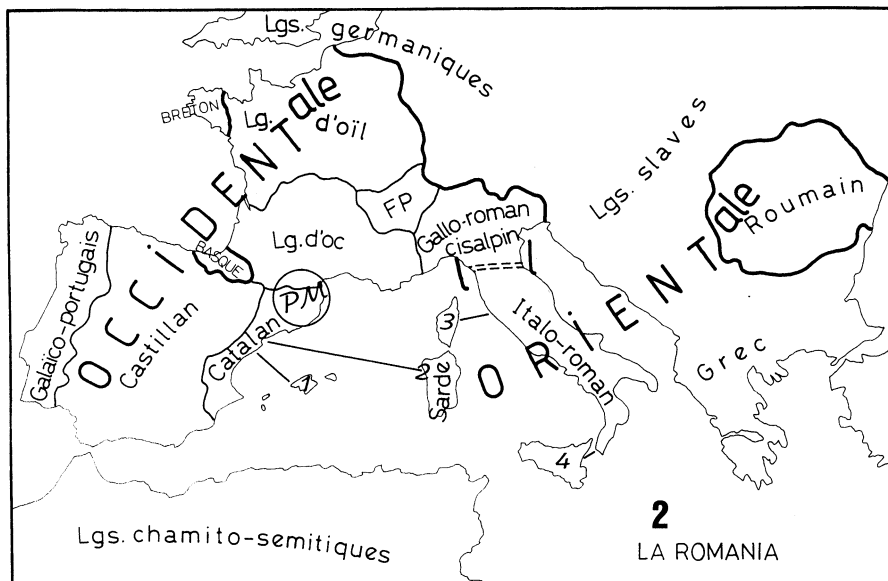 Lgs. germaniques
BRETON
Lg. d'oïl
OCCiDENTale
FP
Lgs. slaves
Roumain
Gallo-roman
cisalpin
Lg. d'oc
BASQUE
PM
Galaïco-portugais
Castillan
Catalan
1
2
3
Sarde
Italo-roman
ORiENTale
Grec
4
Lgs. chamito-semitiques
2
LA ROMANIA